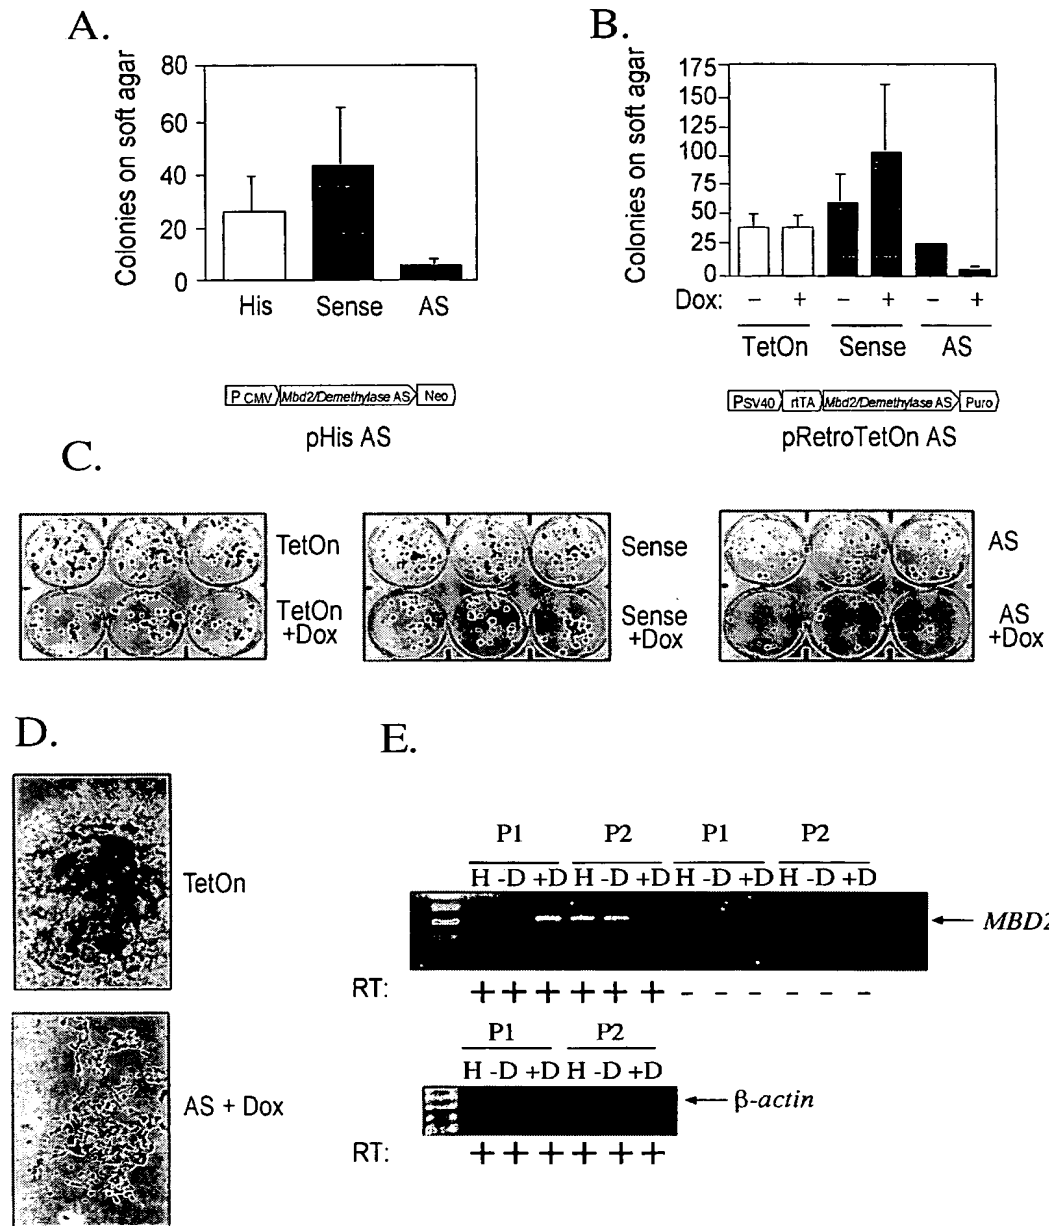 A.
Colonies on soft agar
80
60
40
20
0
His Sense AS
P CMV Mbd2/Demethylase AS Neo
pHis AS
B.
Colonies on soft agar
175
150
125
100
75
50
25
0
Dox: – + – + – +
TetOn Sense AS
PSV40 rtTA Mbd2/Demethylase AS Puro
pRetroTetOn AS
C.
TetOn
TetOn
+Dox
Sense
Sense
+Dox
AS
AS
+Dox
D.
TetOn
AS + Dox
E.
P1 P2 P1 P2
H -D +D H -D +D H -D +D H -D +D
MBD2
RT: + + + + + + - - - - - -
P1 P2
H -D +D H -D +D
β-actin
RT: + + + + + +